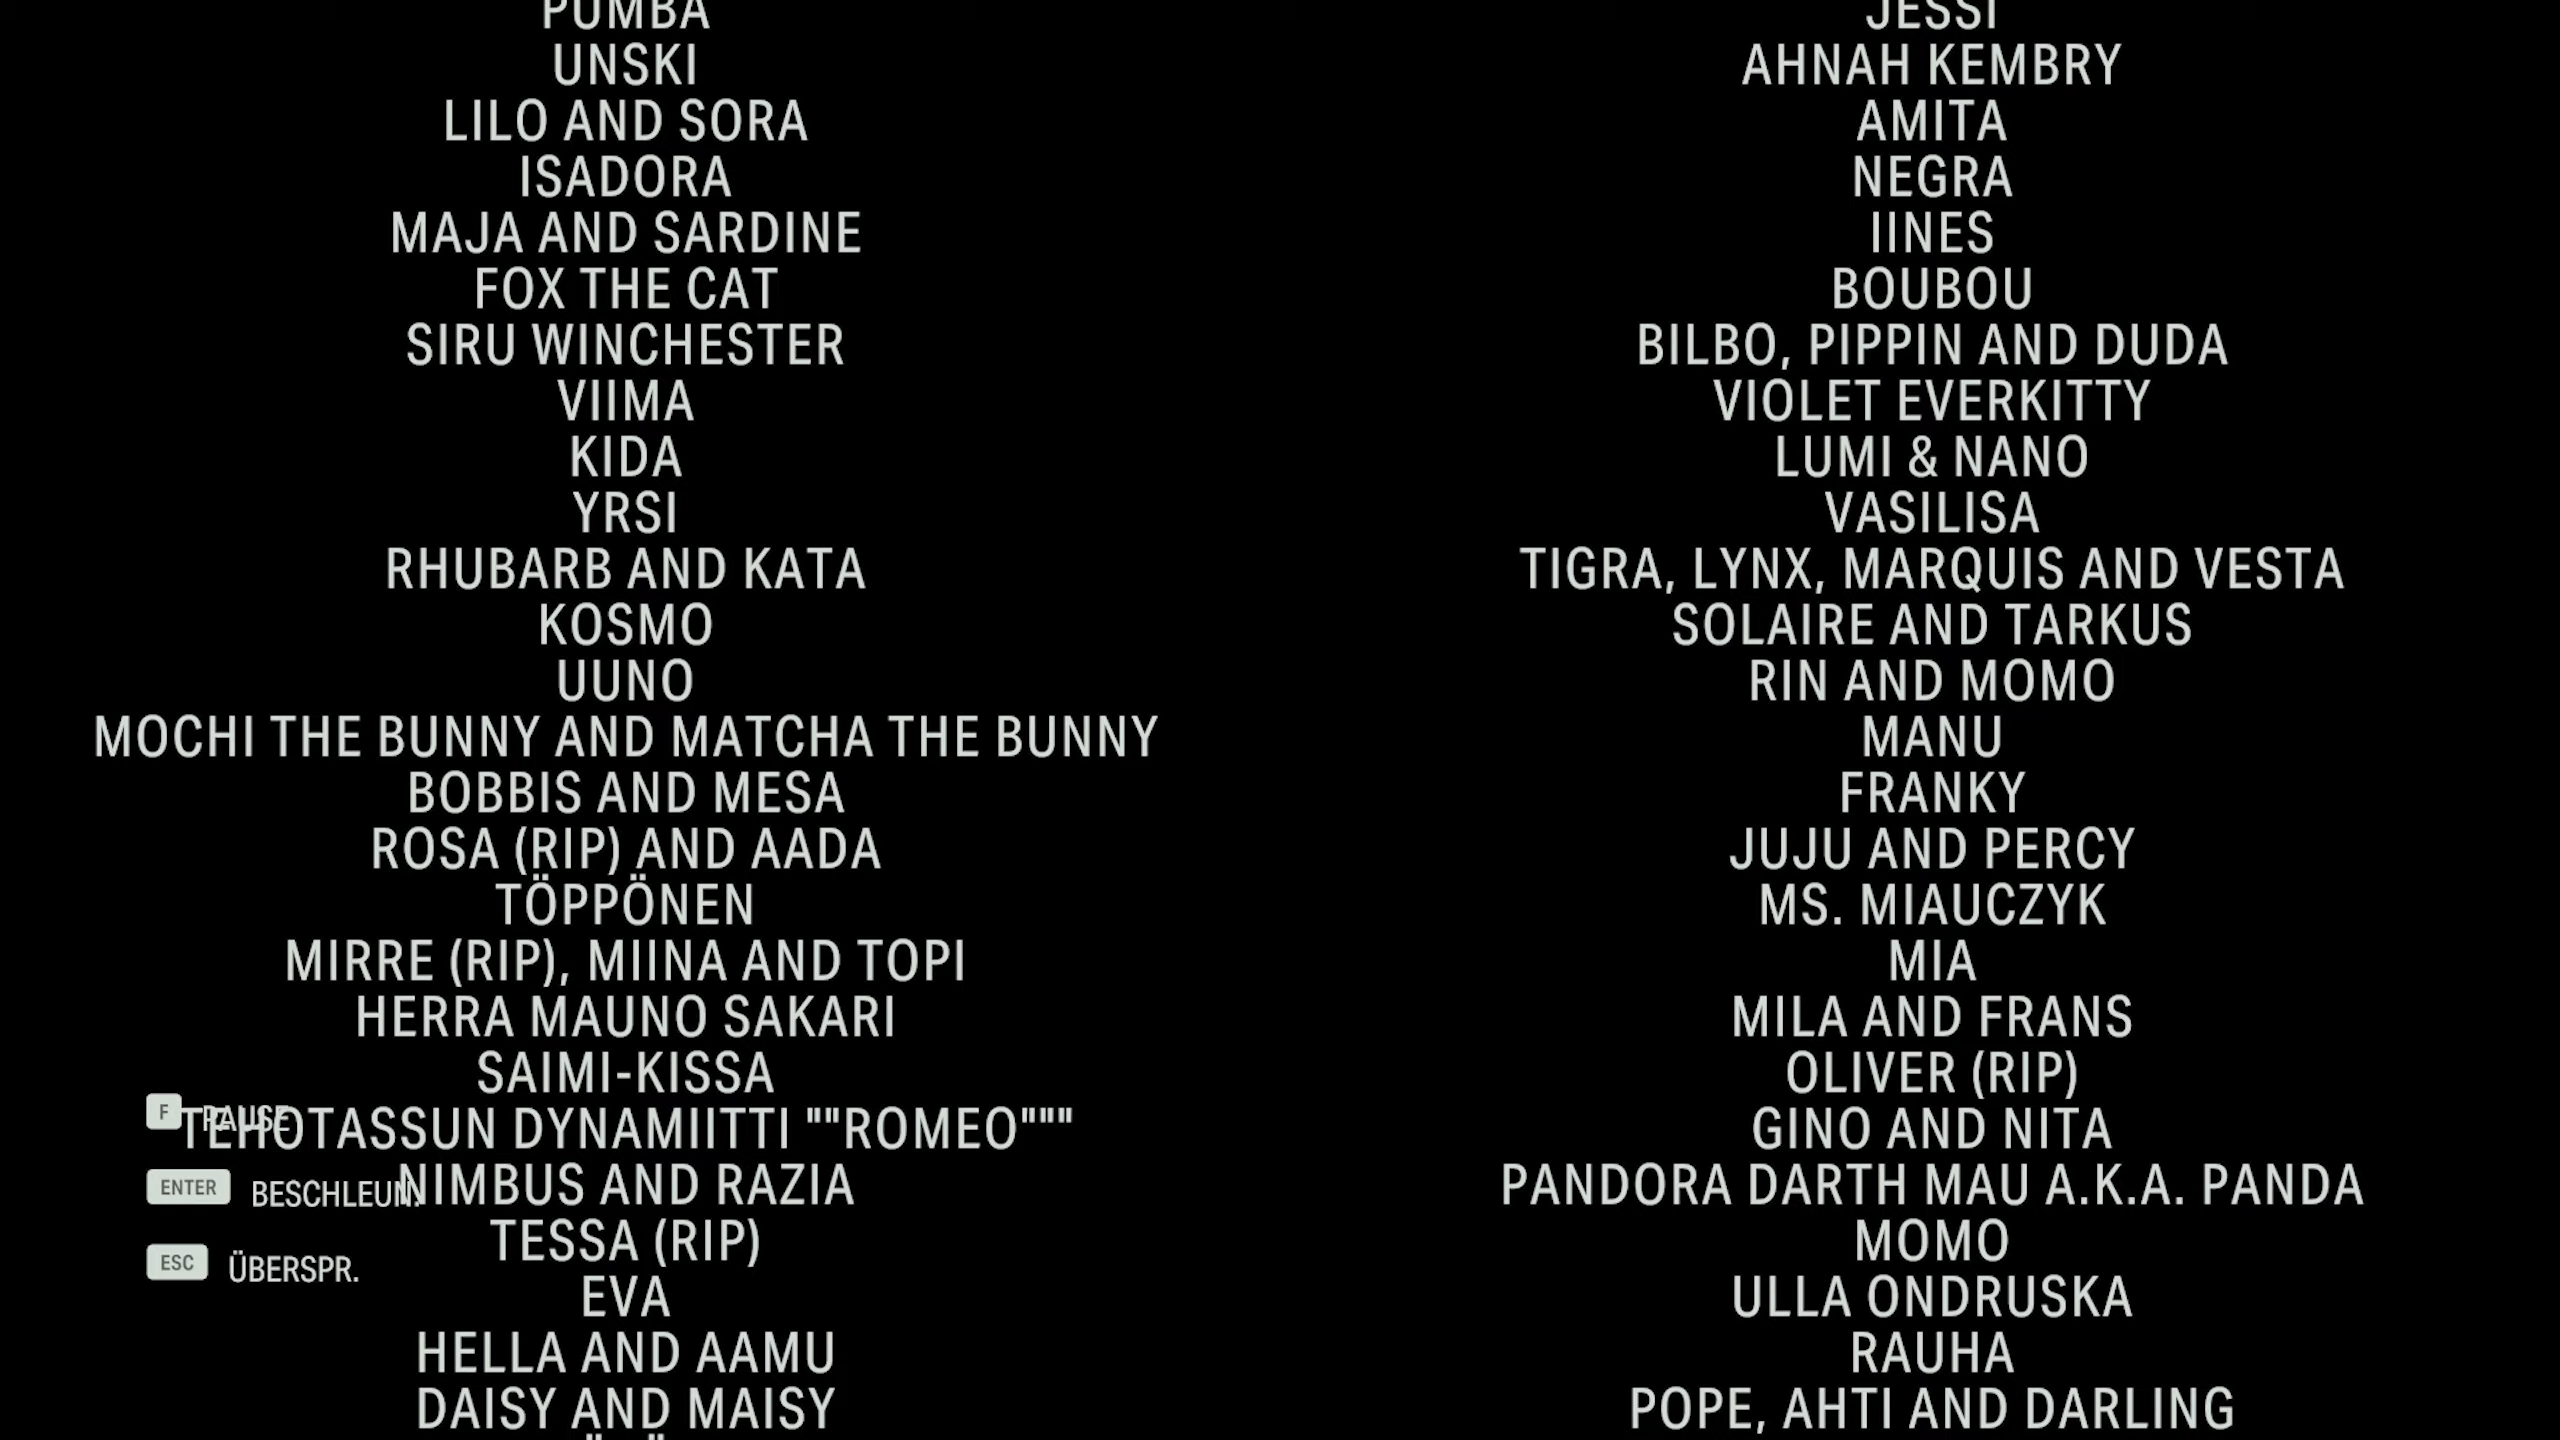 PUMBA
UNSKI
LILO AND SORA
ISADORA
MAJA AND SARDINE
FOX THE CAT
SIRU WINCHESTER
VIIMA
KIDA
YRSI
RHUBARB AND KATA
KOSMO
UUNO
MOCHI THE BUNNY AND MATCHA THE BUNNY
BOBBIS AND MESA
ROSA (RIP) AND AADA
TÖPPÖNEN
MIRRE (RIP), MIINA AND TOPI
HERRA MAUNO SAKARI
SAIMI-KISSA
TEHOTASSUN DYNAMIITTI ""ROMEO"""
NIMBUS AND RAZIA
TESSA (RIP)
EVA
HELLA AND AAMU
DAISY AND MAISY
F PAUSE
ENTER BESCHLEUN.
ESC ÜBERSPR.
JESSI
AHNAH KEMBRY
AMITA
NEGRA
IINES
BOUBOU
BILBO, PIPPIN AND DUDA
VIOLET EVERKITTY
LUMI & NANO
VASILISA
TIGRA, LYNX, MARQUIS AND VESTA
SOLAIRE AND TARKUS
RIN AND MOMO
MANU
FRANKY
JUJU AND PERCY
MS. MIAUCZYK
MIA
MILA AND FRANS
OLIVER (RIP)
GINO AND NITA
PANDORA DARTH MAU A.K.A. PANDA
MOMO
ULLA ONDRUSKA
RAUHA
POPE, AHTI AND DARLING